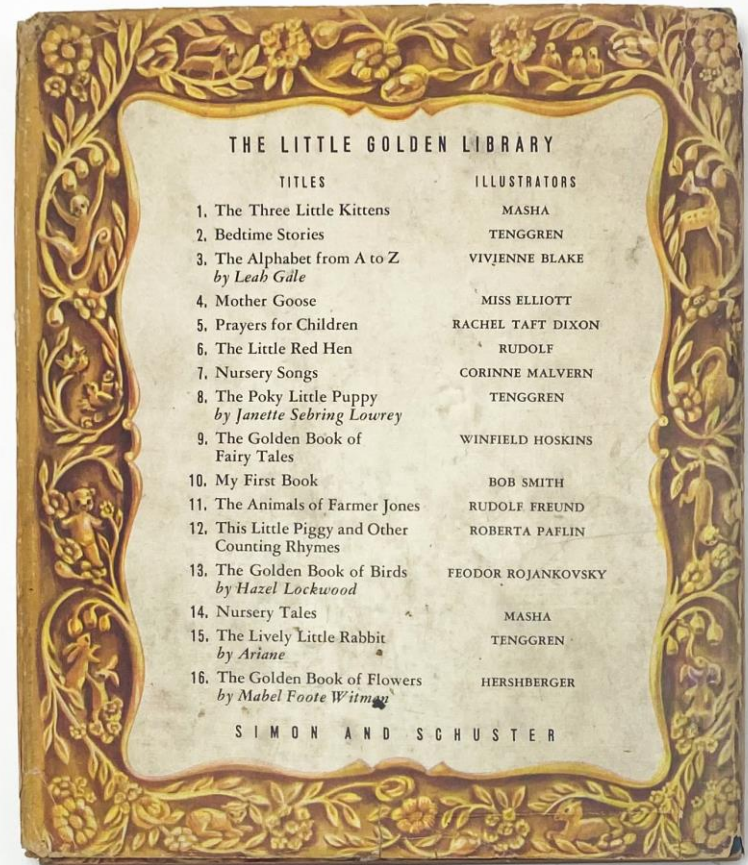 THE LITTLE GOLDEN LIBRARY
TITLES ILLUSTRATORS
1. The Three Little Kittens MASHA
2. Bedtime Stories TENGGREN
3. The Alphabet from A to Z VIVIENNE BLAKE
by Leah Gale
4. Mother Goose MISS ELLIOTT
5. Prayers for Children RACHEL TAFT DIXON
6. The Little Red Hen RUDOLF
7. Nursery Songs CORINNE MALVERN
8. The Poky Little Puppy TENGGREN
by Janette Sebring Lowrey
9. The Golden Book of WINFIELD HOSKINS
Fairy Tales
10. My First Book BOB SMITH
11. The Animals of Farmer Jones RUDOLF FREUND
12. This Little Piggy and Other ROBERTA PAFLIN
Counting Rhymes
13. The Golden Book of Birds FEODOR ROJANKOVSKY
by Hazel Lockwood
14. Nursery Tales MASHA
15. The Lively Little Rabbit TENGGREN
by Ariane
16. The Golden Book of Flowers HERSHBERGER
by Mabel Foote Witman
SIMON AND SCHUSTER